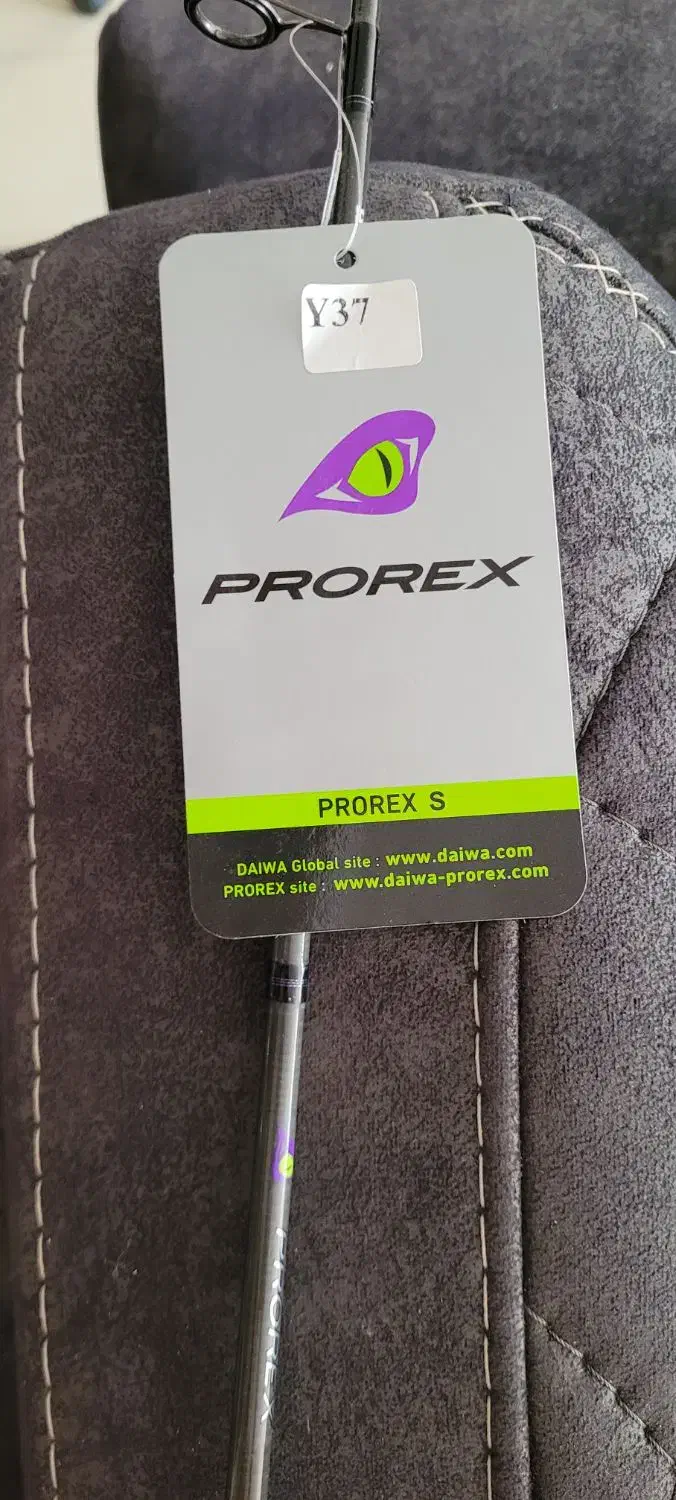 Y37
PROREX
PROREX S
DAIWA Global site : www.daiwa.com
PROREX site : www.daiwa-prorex.com
PROREX